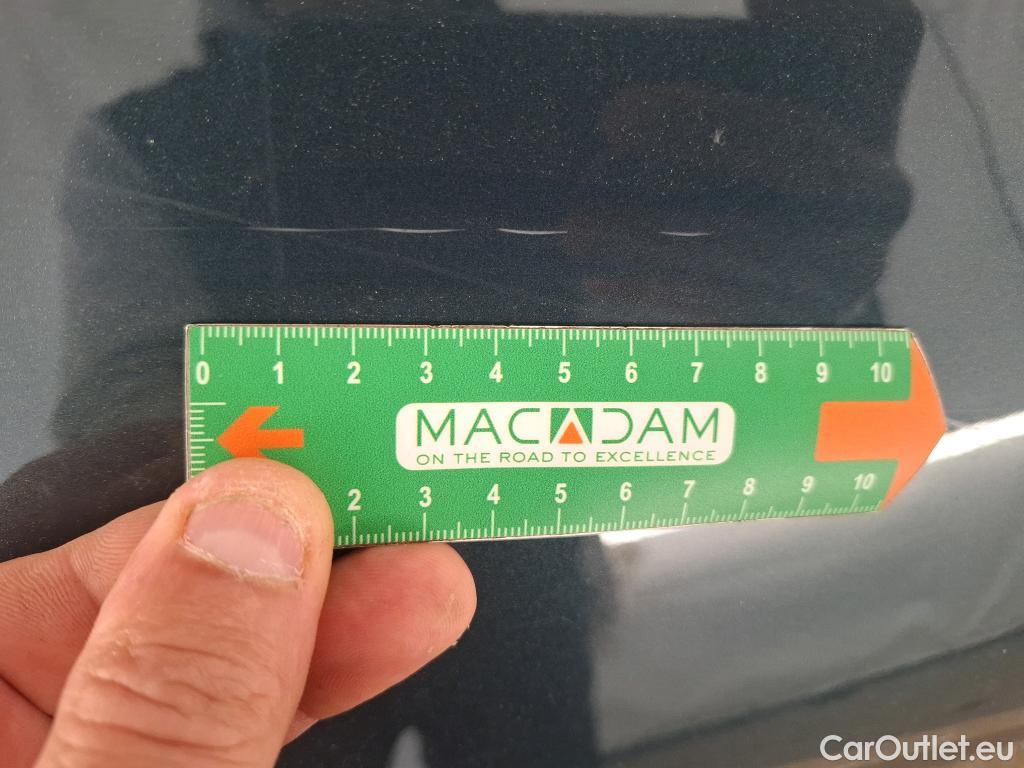 0 1 2 3 4 5 6 7 8 9 10
MACADAM
ON THE ROAD TO EXCELLENCE
2 3 4 5 6 7 8 9 10
CarOutlet.eu